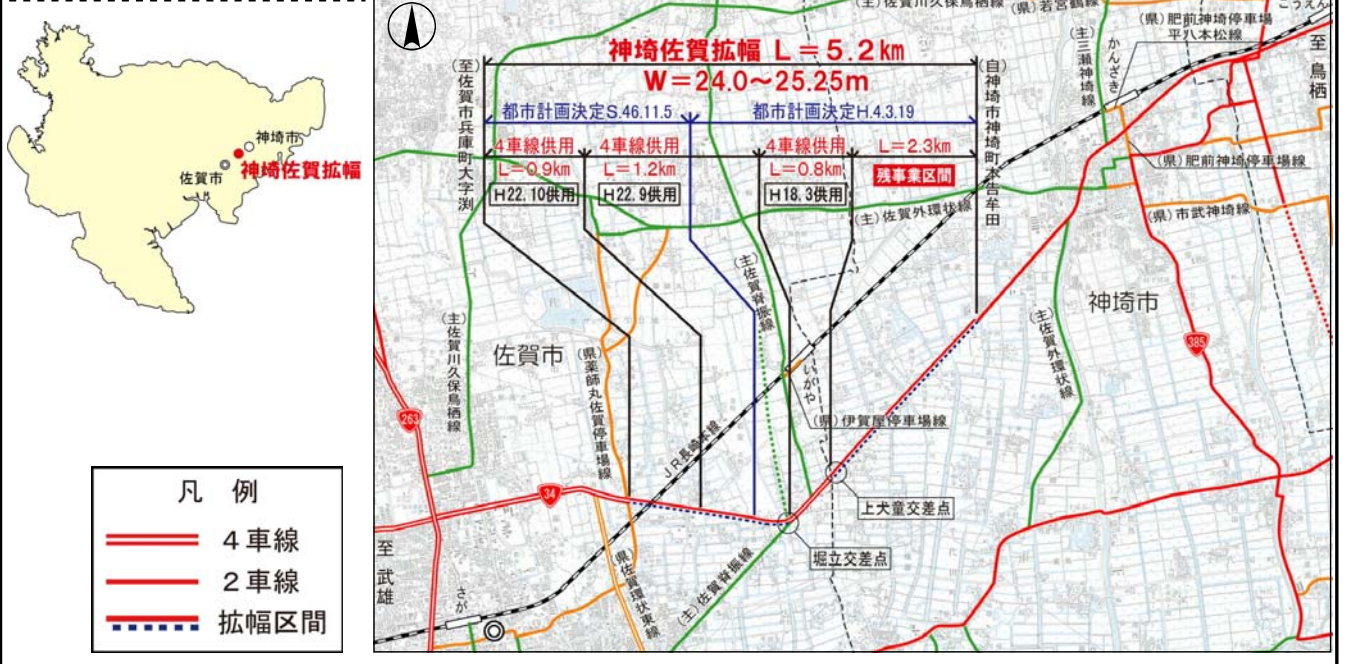 神埼市
神埼佐賀拡幅
佐賀市
凡 例
4車線
2車線
拡幅区間
(主)佐賀川久保鳥栖線
(県)若宮鶴線
こうえん
(県)肥前神埼停車場
平八本松線
至鳥栖
(主)三瀬神埼線
かんざき
神埼佐賀拡幅 L=5.2km
W=24.0~25.25m
(至)佐賀市兵庫町大字渕
(自)神埼市神埼町本告牟田
都市計画決定S.46.11.5
都市計画決定H.4.3.19
4車線供用
4車線供用
4車線供用
L=2.3km
L=0.9km
L=1.2km
L=0.8km
残事業区間
H22.10供用
H22.9供用
H18.3供用
(県)肥前神埼停車場線
(主)佐賀外環状線
(県)市武神埼線
(主)佐賀脊振線
神埼市
(主)佐賀川久保鳥栖線
佐賀市
(県)薬師丸佐賀停車場線
いがや
(主)佐賀外環状線
385
263
(県)伊賀屋停車場線
JR長崎本線
34
上犬童交差点
堀立交差点
至武雄
さが
(県)佐賀環状東線
(主)佐賀脊振線